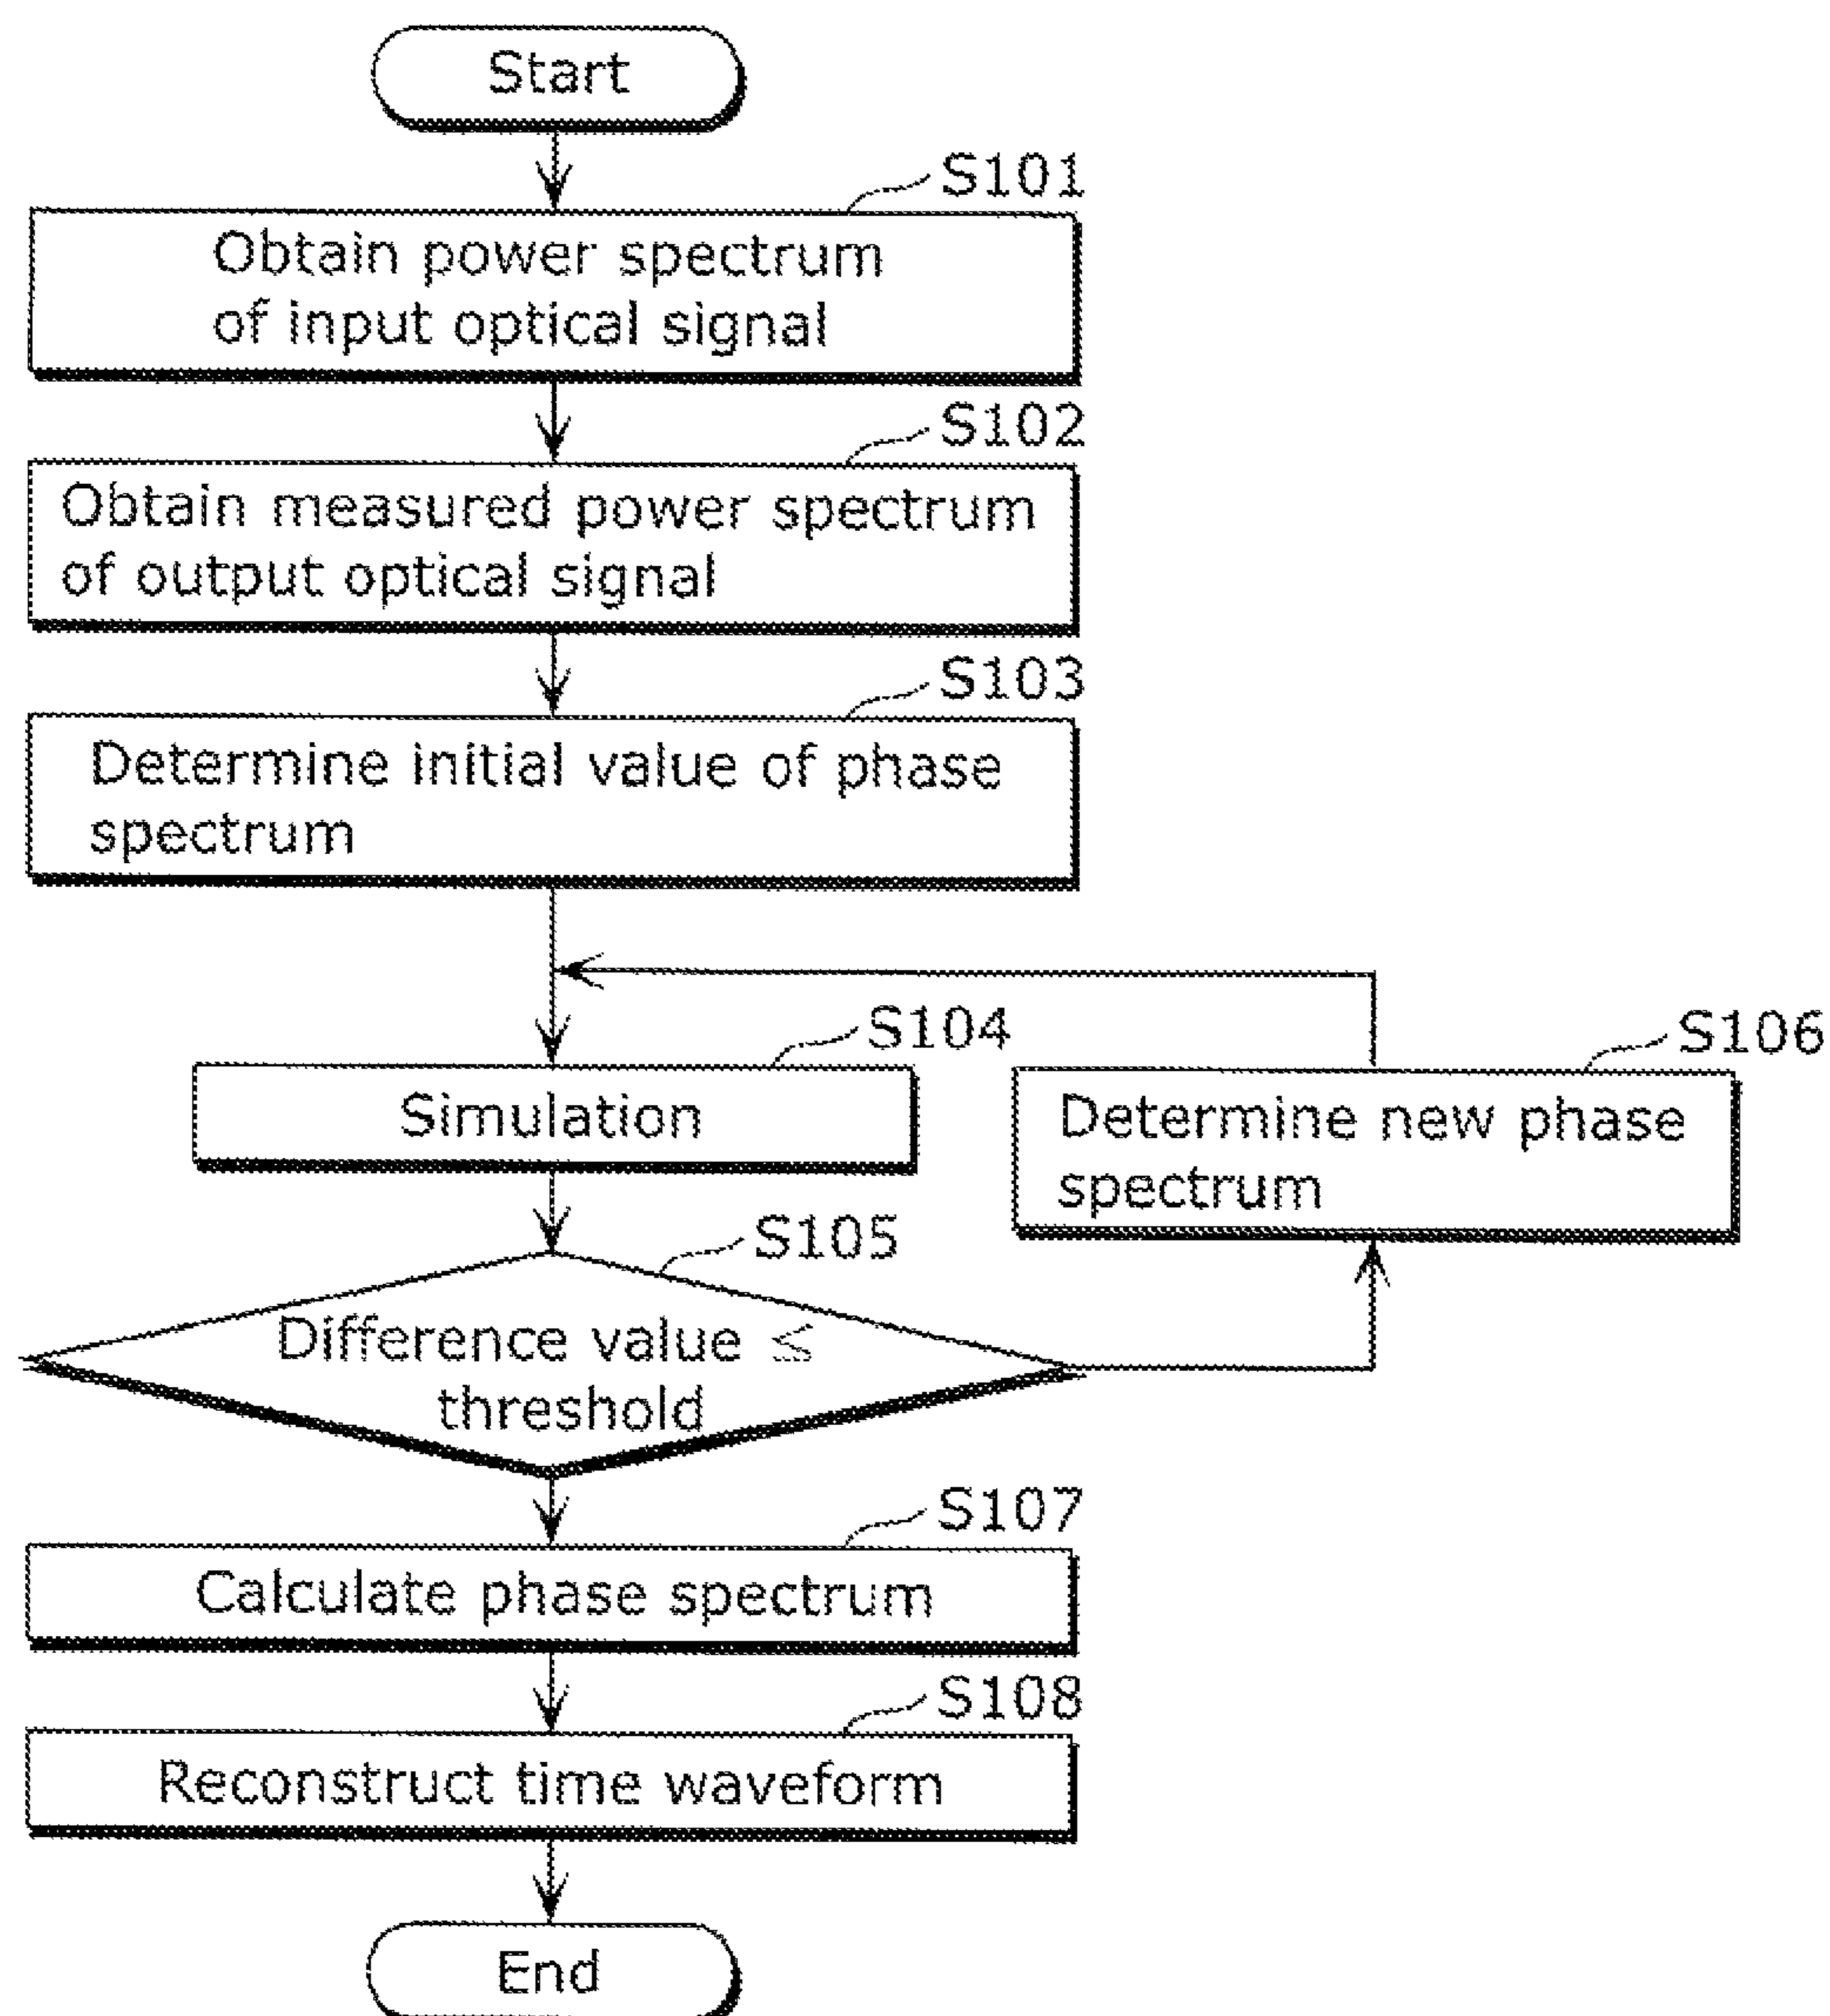 Start
S101
Obtain power spectrum
of input optical signal
S102
Obtain measured power spectrum
of output optical signal
S103
Determine initial value of phase
spectrum
S104
Simulation
S106
Determine new phase
spectrum
S105
Difference value ≤
threshold
S107
Calculate phase spectrum
S108
Reconstruct time waveform
End